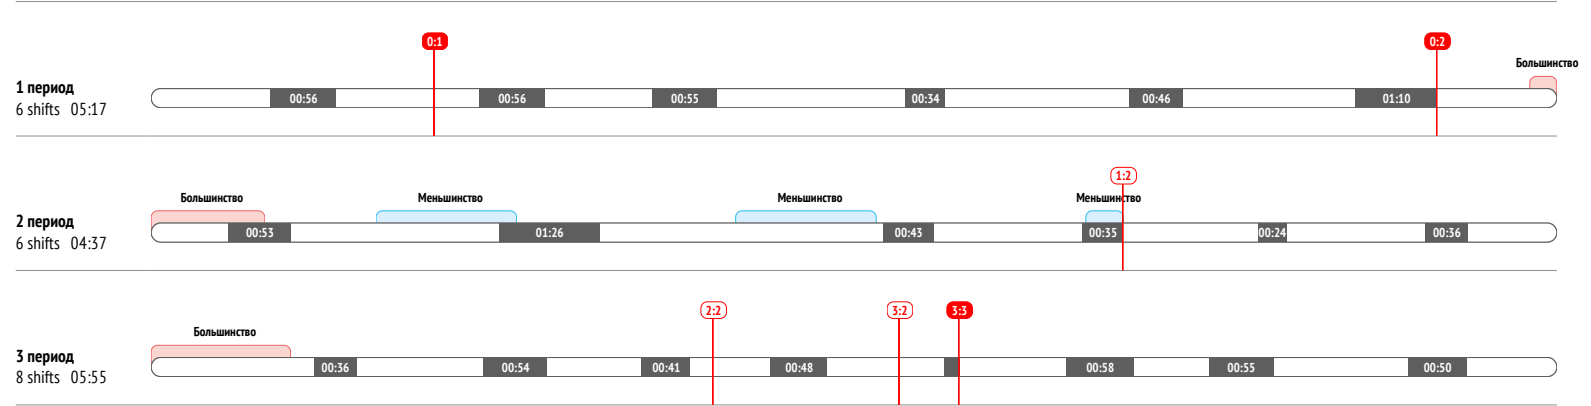 0:1 0:2
Большинство
1 период
6 shifts 05:17
00:56 00:56 00:55 00:34 00:46 01:10
1:2
Большинство Меньшинство Меньшинство Меньшинство
2 период
6 shifts 04:37
00:53 01:26 00:43 00:35 00:24 00:36
2:2 3:2 3:3
Большинство
3 период
8 shifts 05:55
00:36 00:54 00:41 00:48 00:58 00:55 00:50